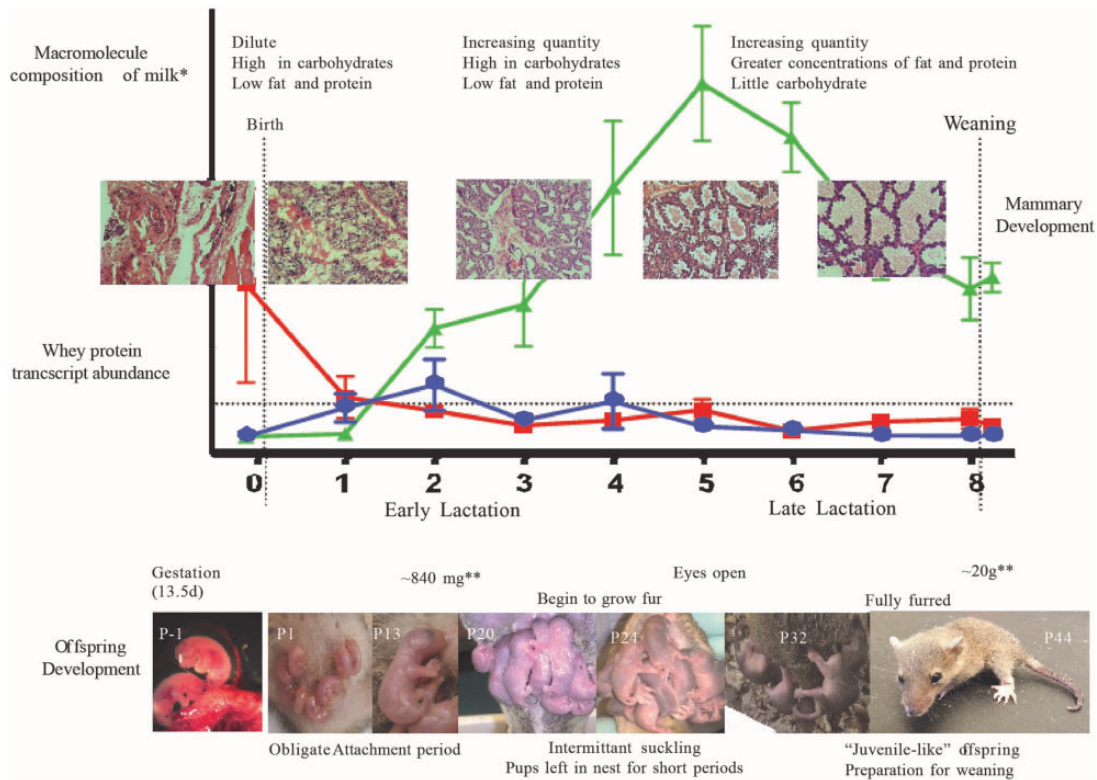 Macromolecule
composition of milk*
Dilute
High in carbohydrates
Low fat and protein
Increasing quantity
High in carbohydrates
Low fat and protein
Increasing quantity
Greater concentrations of fat and protein
Little carbohydrate
Birth
Weaning
Mammary
Development
Whey protein
trancscript abundance
0 1 2 3 4 5 6 7 8
Early Lactation
Late Lactation
Gestation
(13.5d)
~840 mg**
Eyes open
~20g**
Begin to grow fur
Fully furred
Offspring
Development
P-1
P1
P13
P20
P24
P32
P44
Obligate Attachment period
Intermittant suckling
Pups left in nest for short periods
“Juvenile-like” offspring
Preparation for weaning